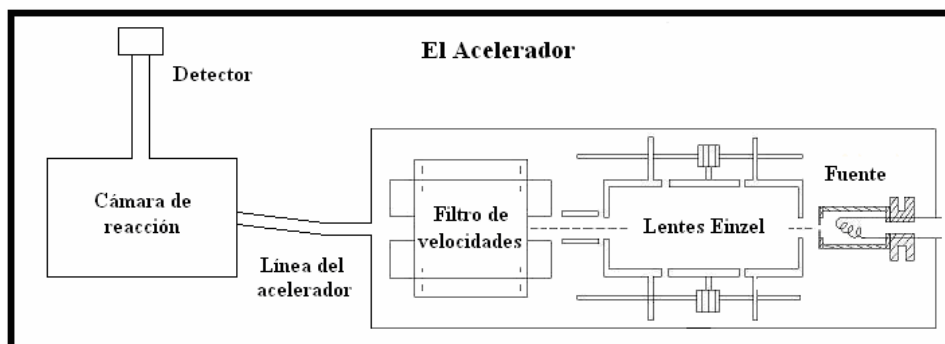 El Acelerador
Detector
Fuente
Cámara de
reacción
Filtro de
velocidades
Lentes Einzel
Línea del
acelerador